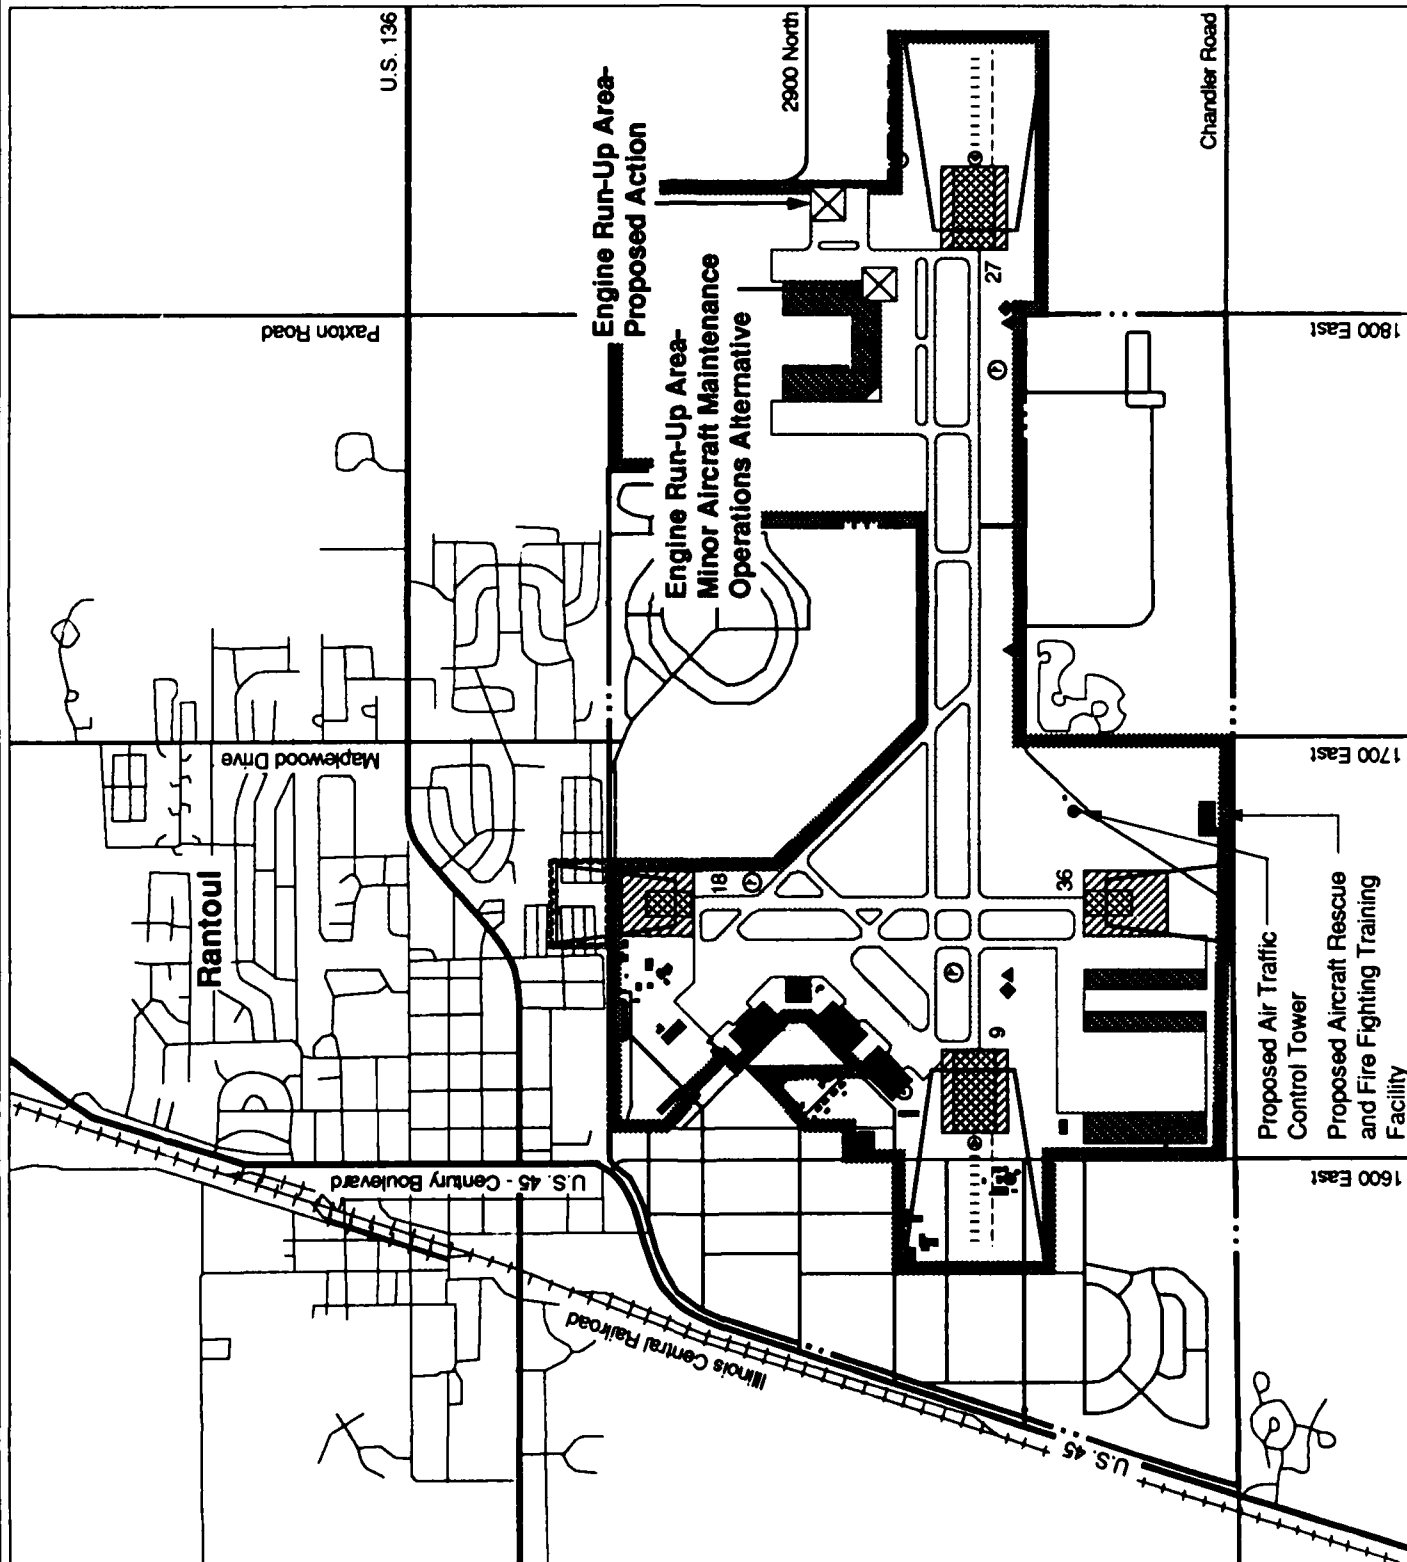 U.S. 136
2900 North
Chandler Road
Engine Run-Up Area-
Proposed Action
Paxton Road
Engine Run-Up Area-
Minor Aircraft Maintenance
Operations Alternative
27
1800 East
Maplewood Drive
1700 East
Rantoul
18
36
9
Proposed Air Traffic
Control Tower
Proposed Aircraft Rescue
and Fire Fighting Training
Facility
U.S. 45 - Century Boulevard
1600 East
Illinois Central Railroad
U.S. 45